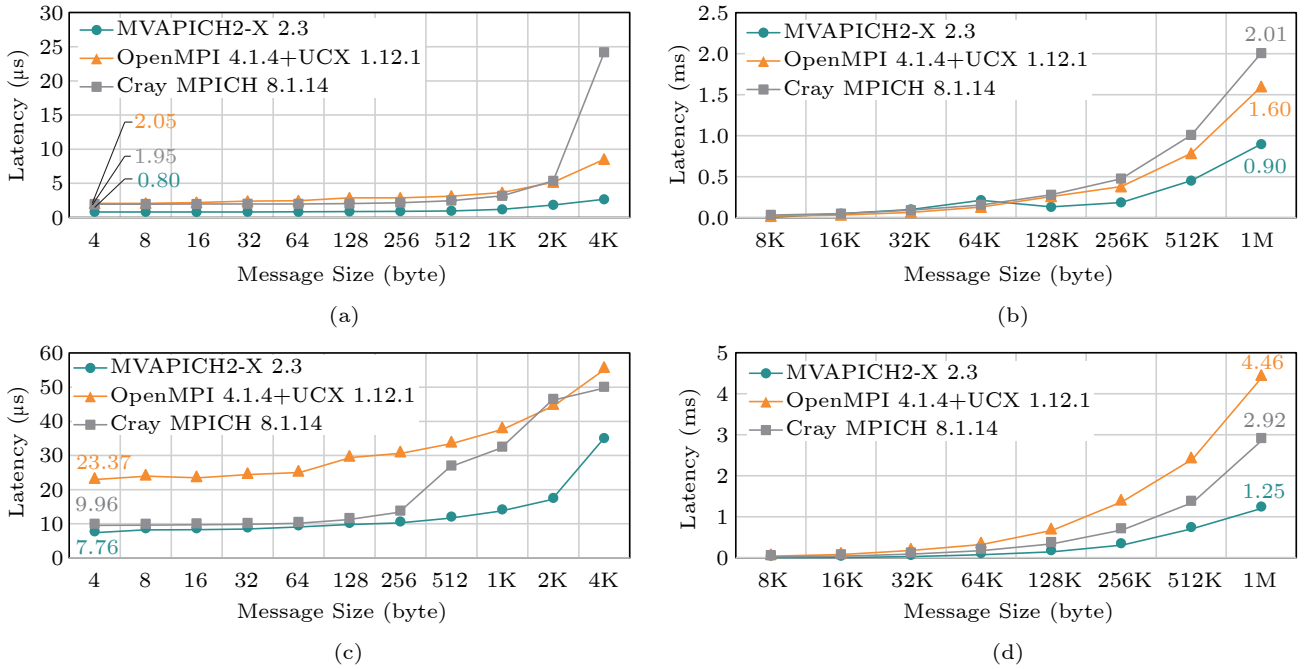 MVAPICH2-X 2.3
OpenMPI 4.1.4+UCX 1.12.1
Cray MPICH 8.1.14
Latency (μs)
30
25
20
15
10
5
0
2.05
1.95
0.80
4 8 16 32 64 128 256 512 1K 2K 4K
Message Size (byte)
(a)
MVAPICH2-X 2.3
OpenMPI 4.1.4+UCX 1.12.1
Cray MPICH 8.1.14
Latency (ms)
2.5
2.0
1.5
1.0
0.5
0.0
2.01
1.60
0.90
8K 16K 32K 64K 128K 256K 512K 1M
Message Size (byte)
(b)
MVAPICH2-X 2.3
OpenMPI 4.1.4+UCX 1.12.1
Cray MPICH 8.1.14
Latency (μs)
60
50
40
30
20
10
0
23.37
9.96
7.76
4 8 16 32 64 128 256 512 1K 2K 4K
Message Size (byte)
(c)
MVAPICH2-X 2.3
OpenMPI 4.1.4+UCX 1.12.1
Cray MPICH 8.1.14
Latency (ms)
5
4
3
2
1
0
4.46
2.92
1.25
8K 16K 32K 64K 128K 256K 512K 1M
Message Size (byte)
(d)